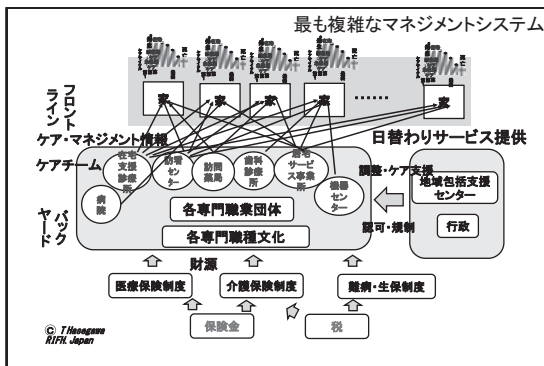 最も複雑なマネジメントシステム
フロント
ライン
家
家
家
家
……
家
ケア・マネジメント情報
日替わりサービス提供
ケアチーム
在宅
支援診
療所
訪看
センター
訪問
薬局
歯科
診療
所
居宅
サービ
ス事業
所
機器
センター
病
院
バック
ヤード
調整・ケア支援
地域包括支援
センター
各専門職業団体
認可・規制
行政
各専門職種文化
財源
医療保険制度
介護保険制度
難病・生保制度
保険金
税
© T Hasegawa
RIFH. Japan